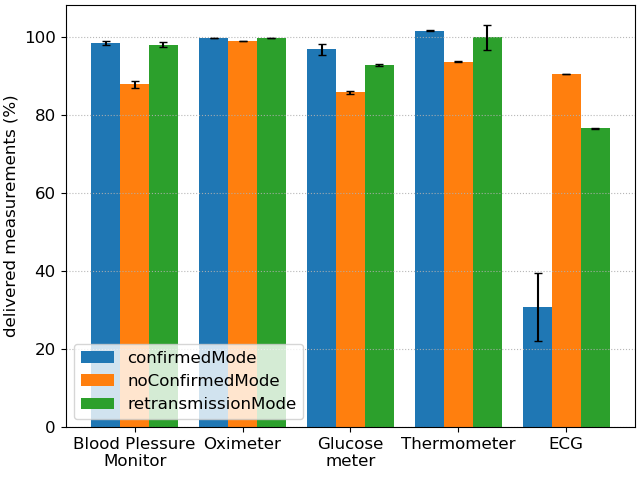 delivered measurements (%)
100
80
60
40
20
0
confirmedMode
noConfirmedMode
retransmissionMode
Blood Plessure
Monitor
Oximeter
Glucose
meter
Thermometer
ECG